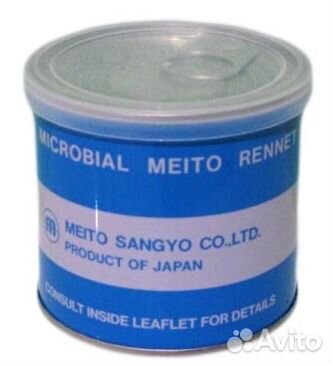 MICROBIAL MEITO RENNET
m MEITO SANGYO CO.,LTD.
PRODUCT OF JAPAN
CONSULT INSIDE LEAFLET FOR DETAILS
Avito